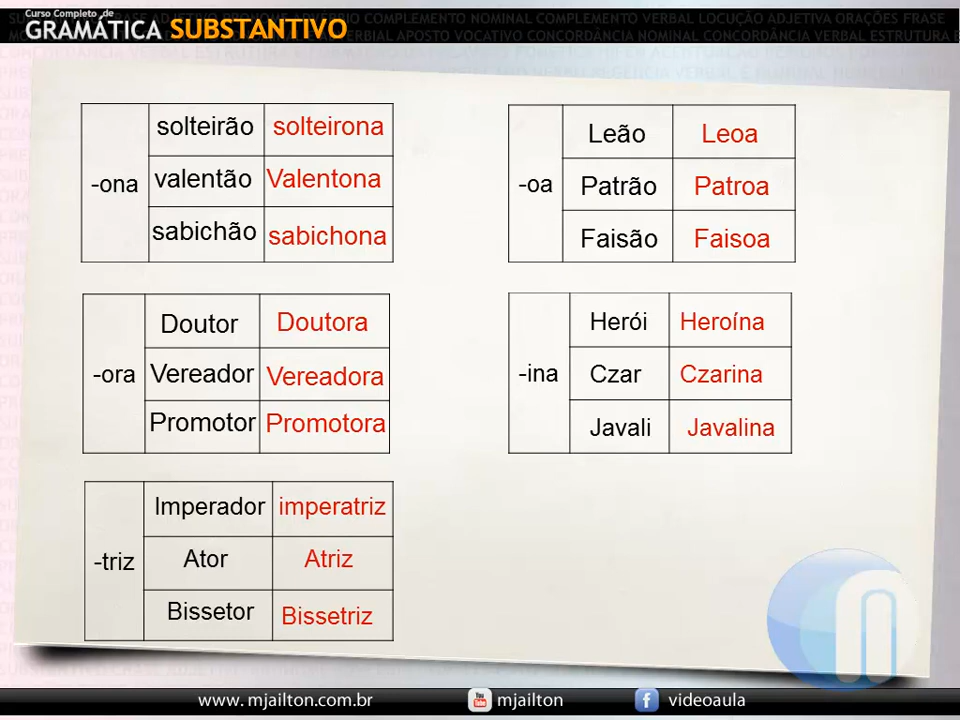 Curso Completo de
GRAMÁTICA SUBSTANTIVO
-ona
solteirão solteirona
valentão Valentona
sabichão sabichona
-oa
Leão Leoa
Patrão Patroa
Faisão Faisoa
-ora
Doutor Doutora
Vereador Vereadora
Promotor Promotora
-ina
Herói Heroína
Czar Czarina
Javali Javalina
-triz
Imperador imperatriz
Ator Atriz
Bissetor Bissetriz
www. mjailton.com.br mjailton videoaula